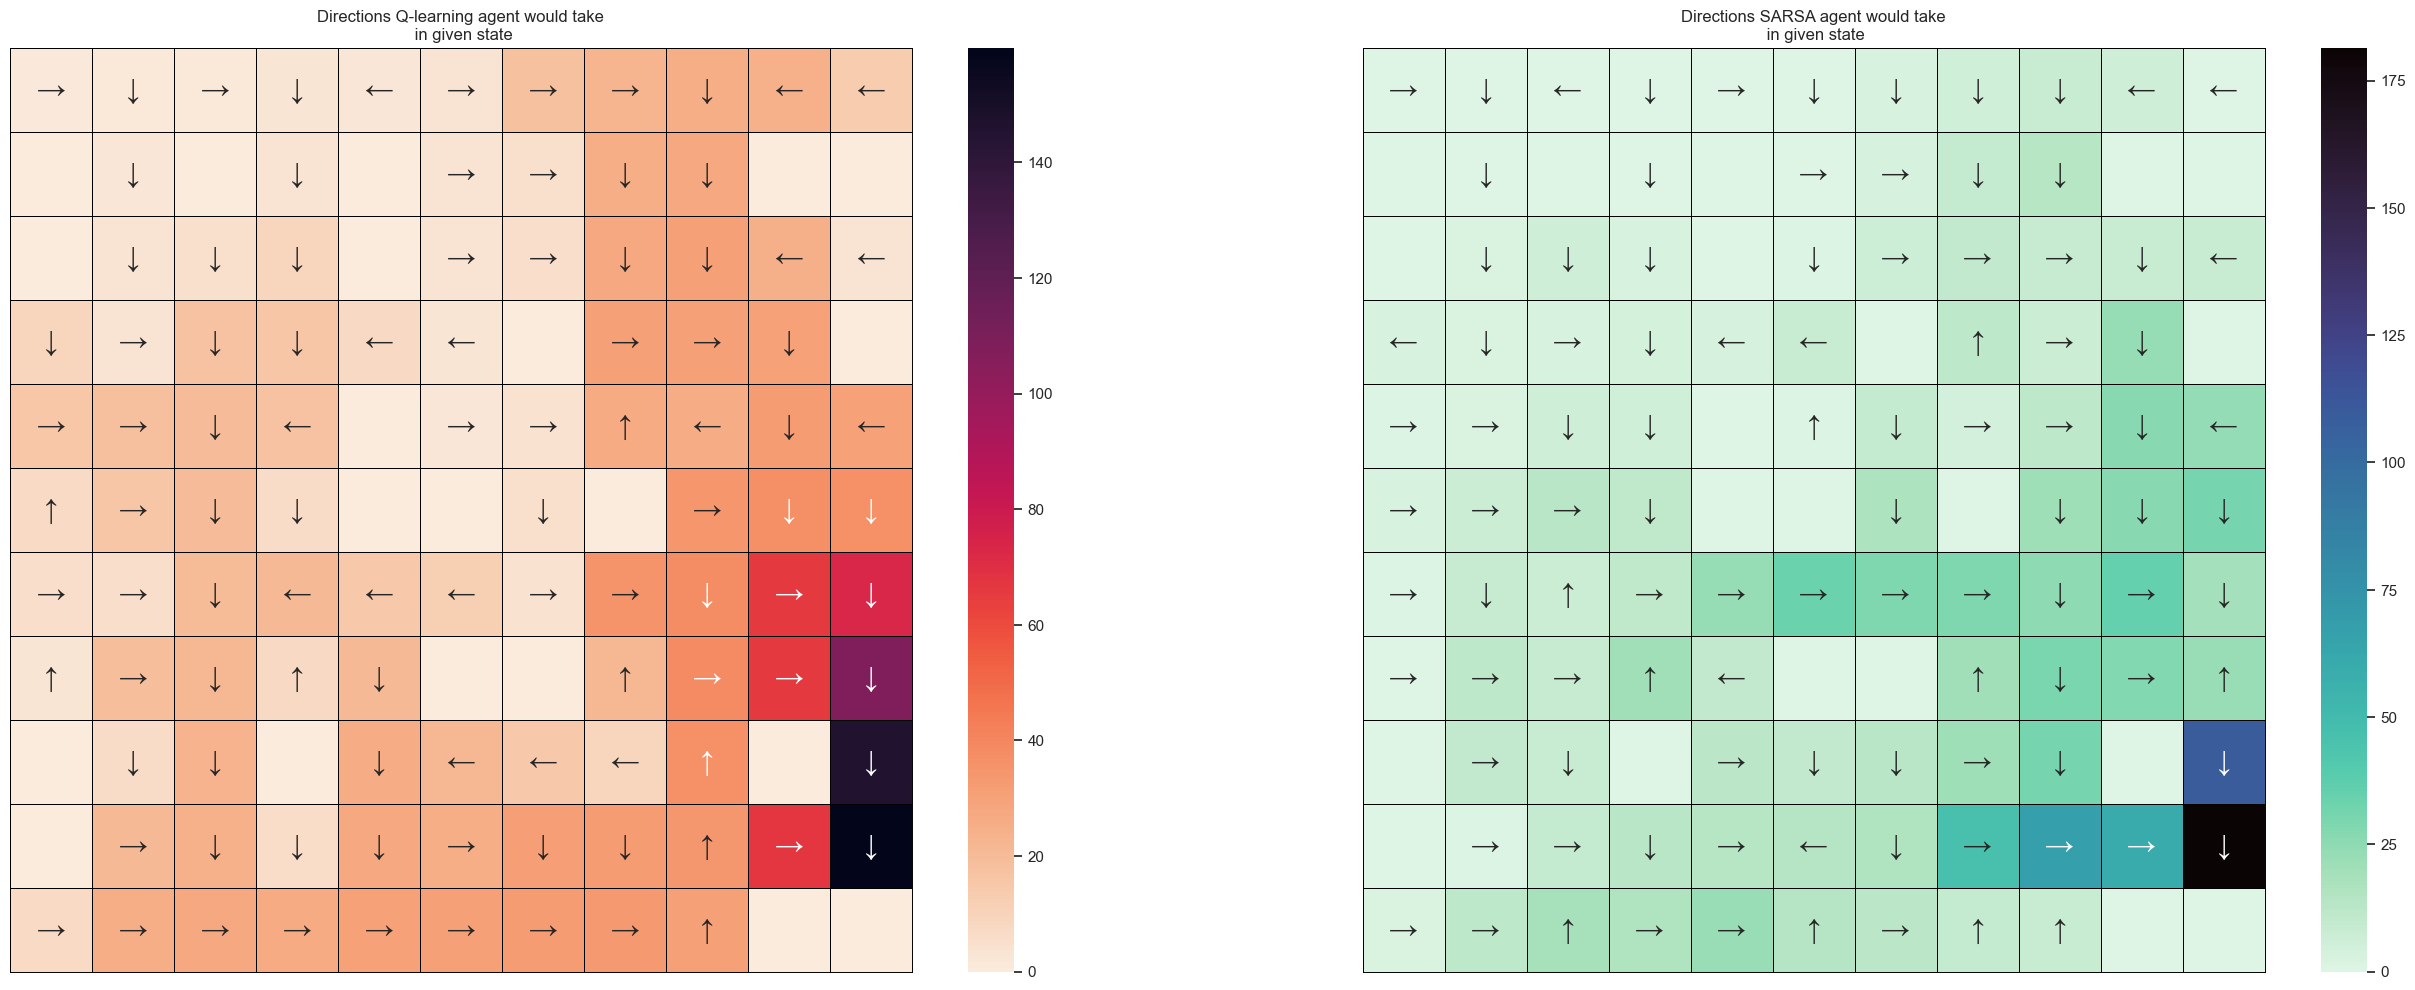 Directions Q-learning agent would take
in given state
→ ↓ → ↓ ← → → → ↓ ← ←
↓ ↓ → → ↓ ↓
↓ ↓ ↓ → → ↓ ↓ ← ←
↓ → ↓ ↓ ← ← → → ↓
→ → ↓ ← → → ↑ ← ↓ ←
↑ → ↓ ↓ ↓ → ↓ ↓
→ → ↓ ← ← ← → → ↓ → ↓
↑ → ↓ ↑ ↓ ↑ → → ↓
↓ ↓ ↓ ← ← ← ↑ ↓
→ ↓ ↓ ↓ → ↓ ↓ ↑ → ↓
→ → → → → → → → ↑
140
120
100
80
60
40
20
0
Directions SARSA agent would take
in given state
→ ↓ ← ↓ → ↓ ↓ ↓ ↓ ← ←
↓ ↓ → → ↓ ↓
↓ ↓ ↓ ↓ → → → ↓ ←
← ↓ → ↓ ← ← ↑ → ↓
→ → ↓ ↓ ↑ ↓ → → ↓ ←
→ → → ↓ ↓ ↓ ↓ ↓
→ ↓ ↑ → → → → → ↓ → ↓
→ → → ↑ ← ↑ ↓ → ↑
→ ↓ → ↓ ↓ → ↓ ↓
→ → ↓ → ← ↓ → → → ↓
→ → ↑ → → ↑ → ↑ ↑
175
150
125
100
75
50
25
0